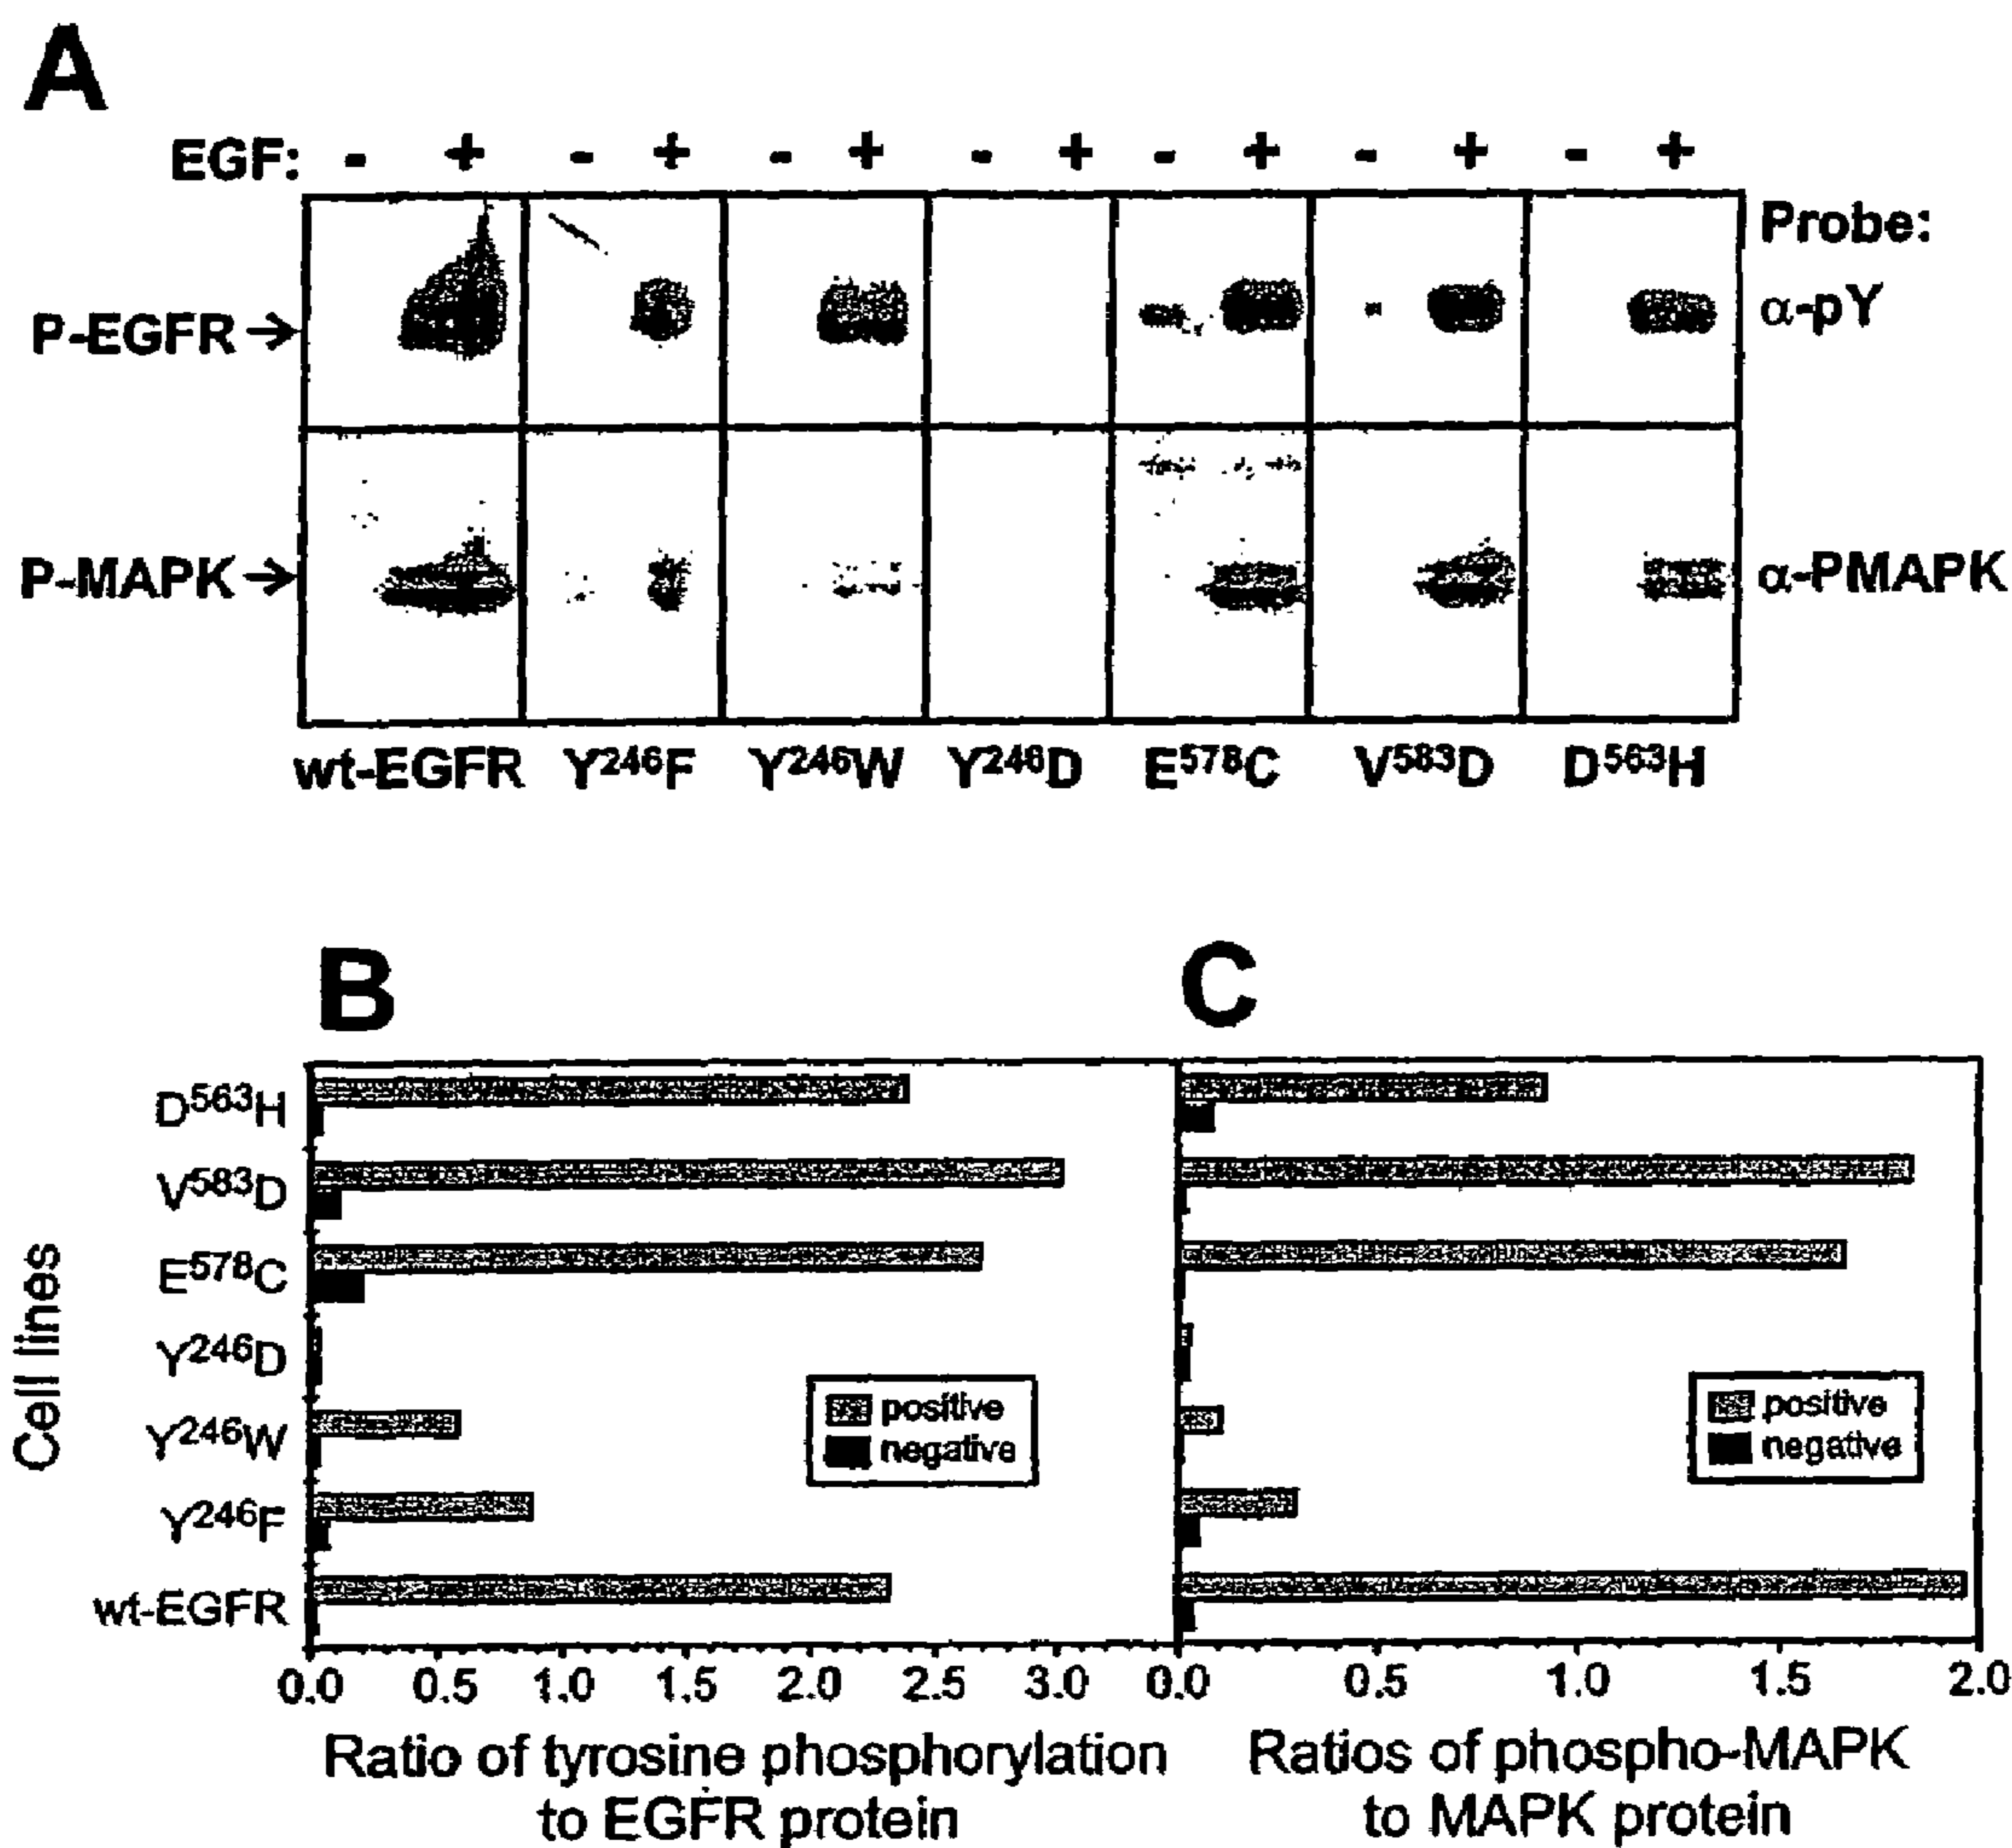 A
EGF: - + - + - + - + - + - + - +
Probe:
P-EGFR → α-pY
P-MAPK → α-PMAPK
wt-EGFR Y²⁴⁶F Y²⁴⁶W Y²⁴⁶D E⁵⁷⁸C V⁵⁸³D D⁵⁶³H
B
C
Cell lines
D⁵⁶³H
V⁵⁸³D
E⁵⁷⁸C
Y²⁴⁶D
Y²⁴⁶W
Y²⁴⁶F
wt-EGFR
positive
negative
positive
negative
0.0 0.5 1.0 1.5 2.0 2.5 3.0
0.0 0.5 1.0 1.5 2.0
Ratio of tyrosine phosphorylation
to EGFR protein
Ratios of phospho-MAPK
to MAPK protein